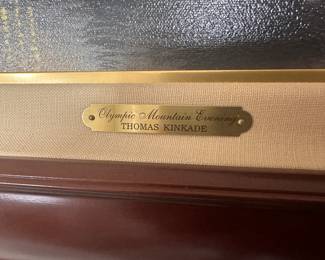 Olympic Mountain Evening
THOMAS KINKADE